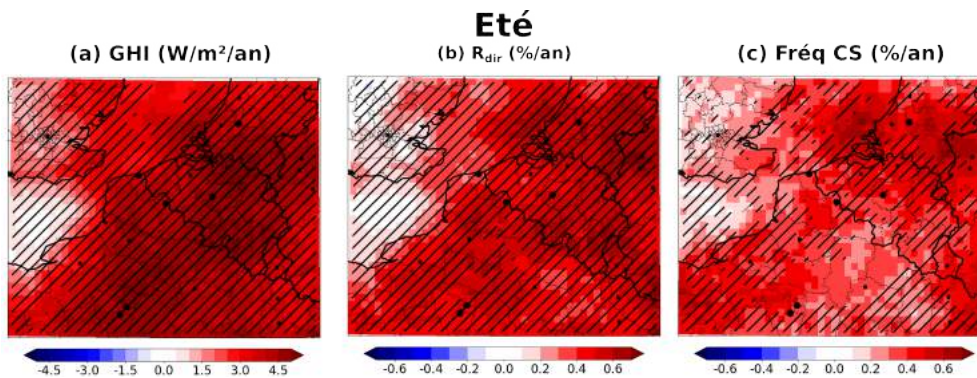 Eté
(a) GHI (W/m²/an)
(b) R_dir (%/an)
(c) Fréq CS (%/an)
-4.5 -3.0 -1.5 0.0 1.5 3.0 4.5
-0.6 -0.4 -0.2 0.0 0.2 0.4 0.6
-0.6 -0.4 -0.2 0.0 0.2 0.4 0.6